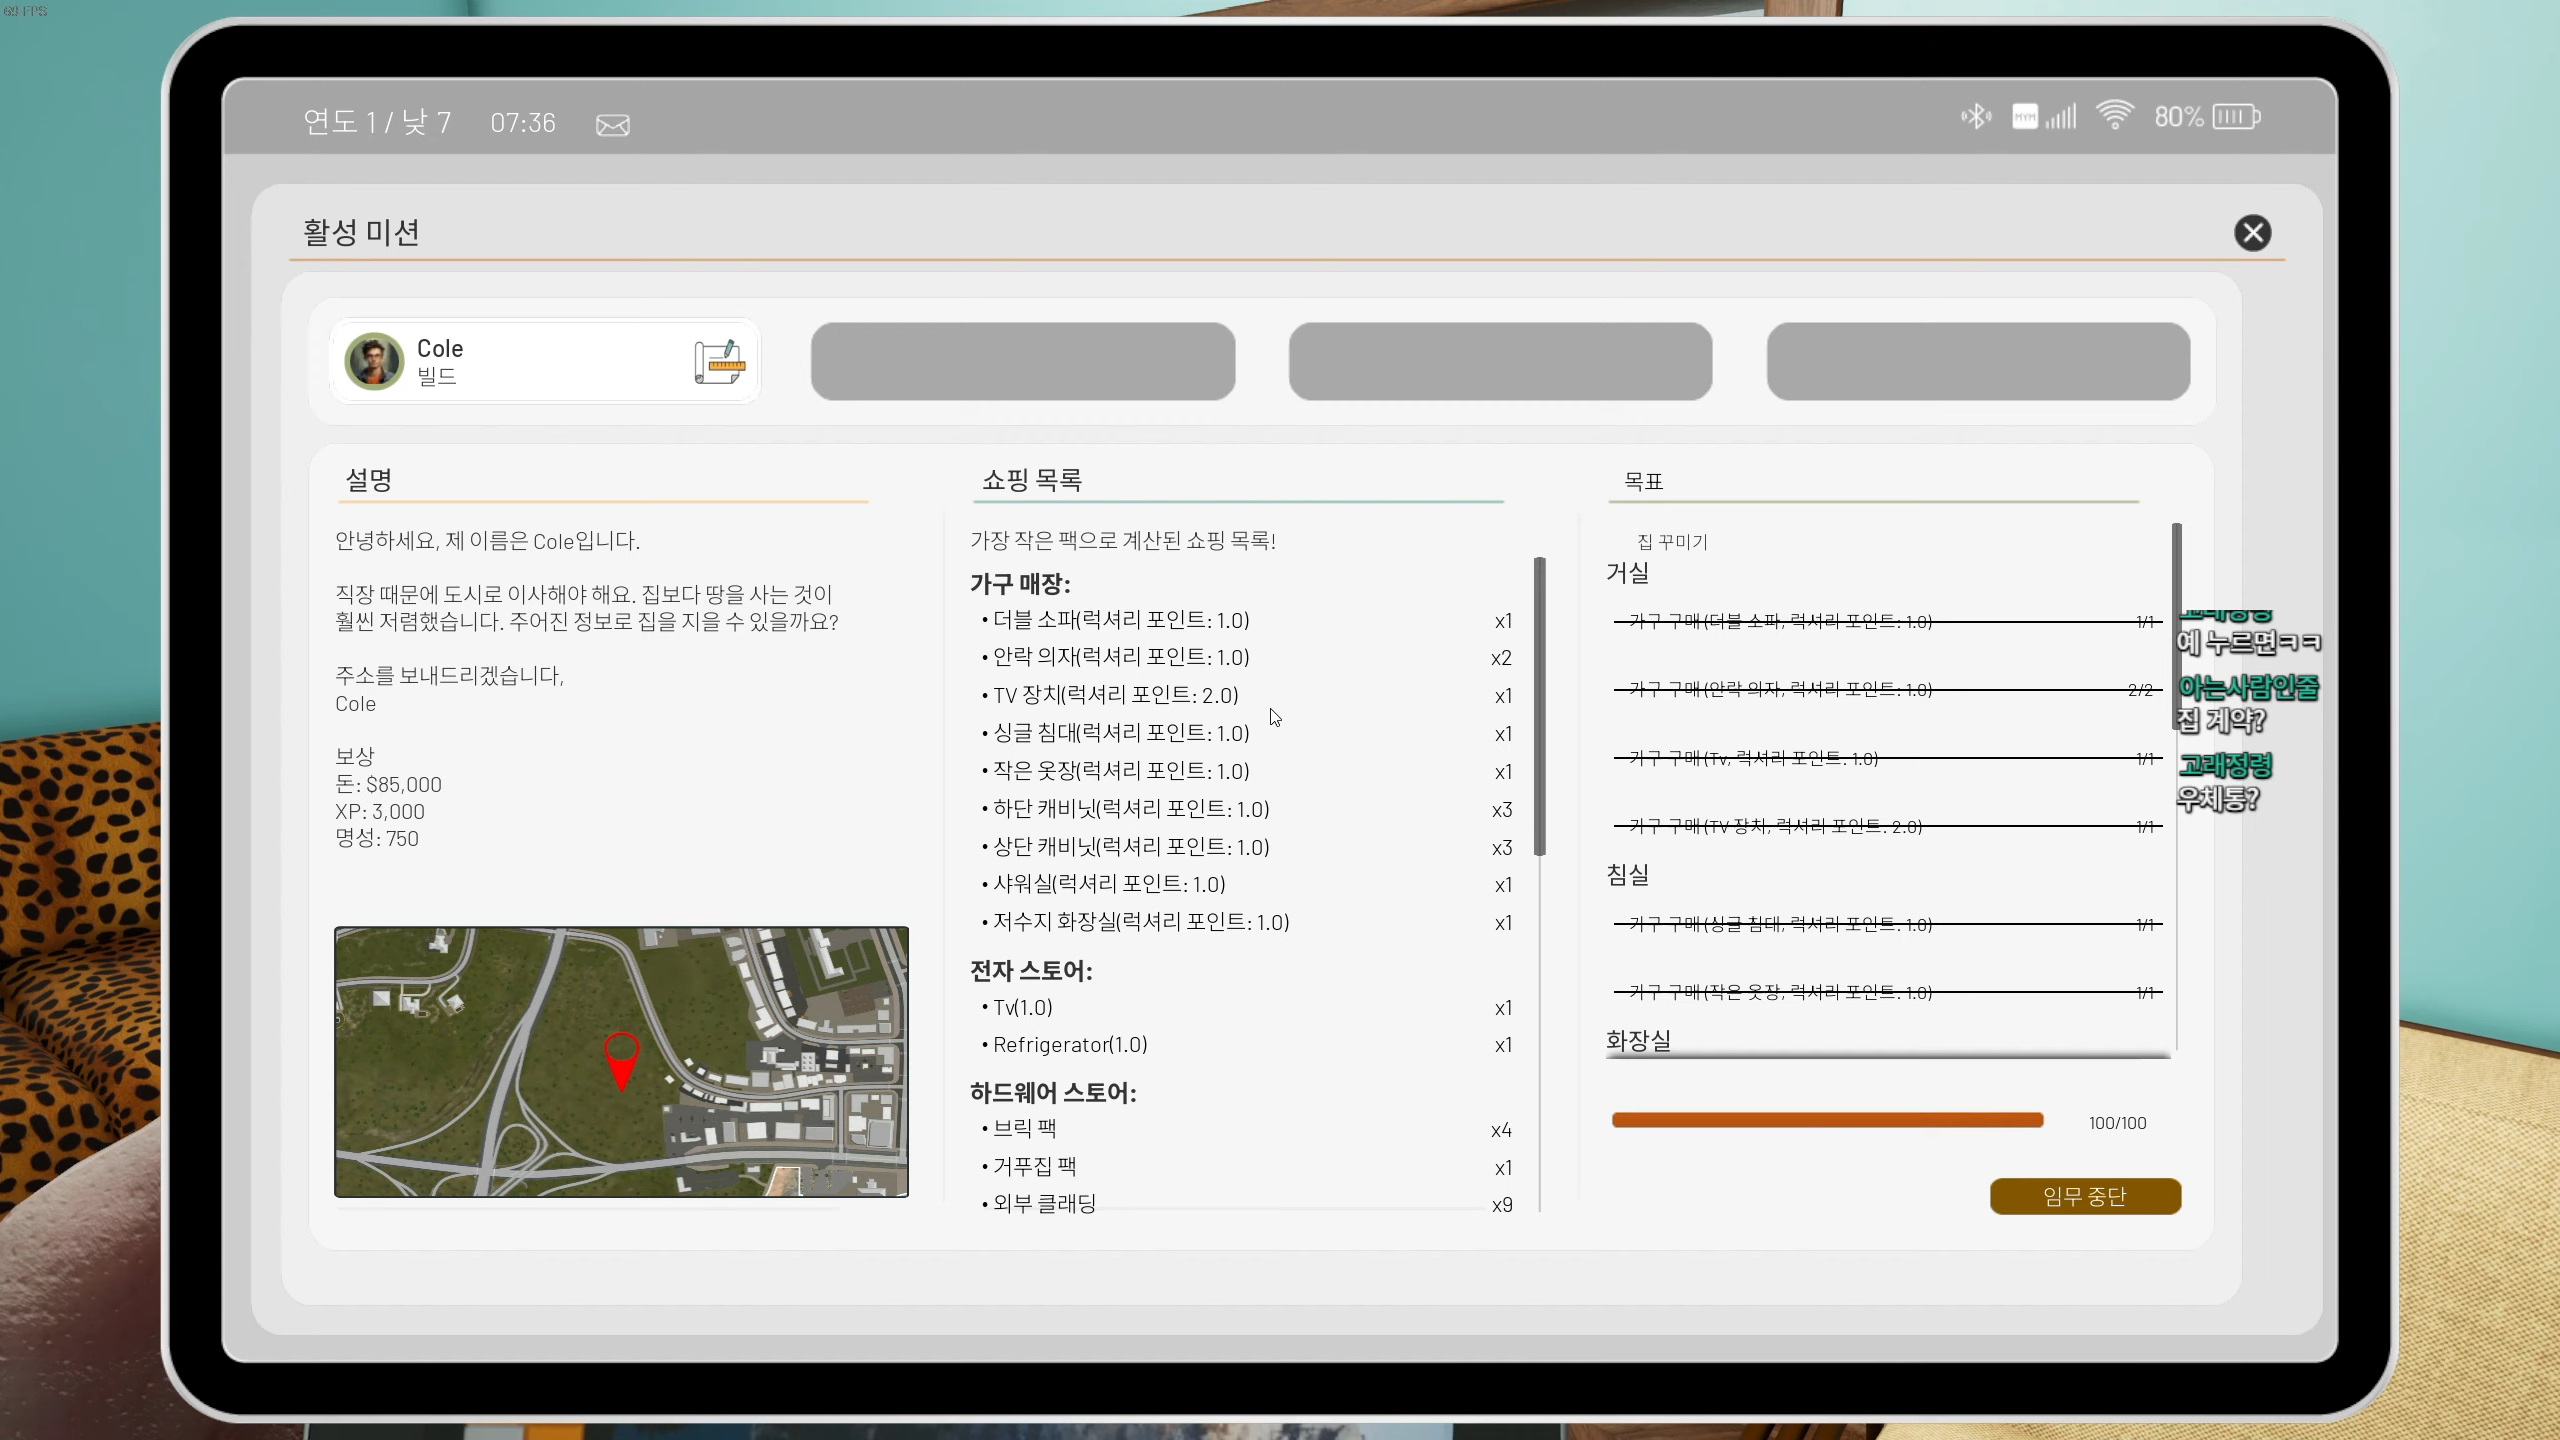 69 FPS
연도 1 / 낮 7 07:36
MYM 80%
활성 미션
Cole
빌드
설명
안녕하세요, 제 이름은 Cole입니다.
직장 때문에 도시로 이사해야 해요. 집보다 땅을 사는 것이
훨씬 저렴했습니다. 주어진 정보로 집을 지을 수 있을까요?
주소를 보내드리겠습니다,
Cole
보상
돈: $85,000
XP: 3,000
명성: 750
쇼핑 목록
가장 작은 팩으로 계산된 쇼핑 목록!
가구 매장:
• 더블 소파(럭셔리 포인트: 1.0) x1
• 안락 의자(럭셔리 포인트: 1.0) x2
• TV 장치(럭셔리 포인트: 2.0) x1
• 싱글 침대(럭셔리 포인트: 1.0) x1
• 작은 옷장(럭셔리 포인트: 1.0) x1
• 하단 캐비닛(럭셔리 포인트: 1.0) x3
• 상단 캐비닛(럭셔리 포인트: 1.0) x3
• 샤워실(럭셔리 포인트: 1.0) x1
• 저수지 화장실(럭셔리 포인트: 1.0) x1
전자 스토어:
• Tv(1.0) x1
• Refrigerator(1.0) x1
하드웨어 스토어:
• 브릭 팩 x4
• 거푸집 팩 x1
• 외부 클래딩 x9
목표
집 꾸미기
거실
가구 구매 (더블 소파, 럭셔리 포인트: 1.0) 1/1
가구 구매 (안락 의자, 럭셔리 포인트: 1.0) 2/2
가구 구매 (Tv, 럭셔리 포인트: 1.0) 1/1
가구 구매 (TV 장치, 럭셔리 포인트: 2.0) 1/1
침실
가구 구매 (싱글 침대, 럭셔리 포인트: 1.0) 1/1
가구 구매 (작은 옷장, 럭셔리 포인트: 1.0) 1/1
화장실
100/100
임무 중단
고래정령
예 누르면ㅋㅋ
아는사람인줄
집 계약?
고래정령
우체통?